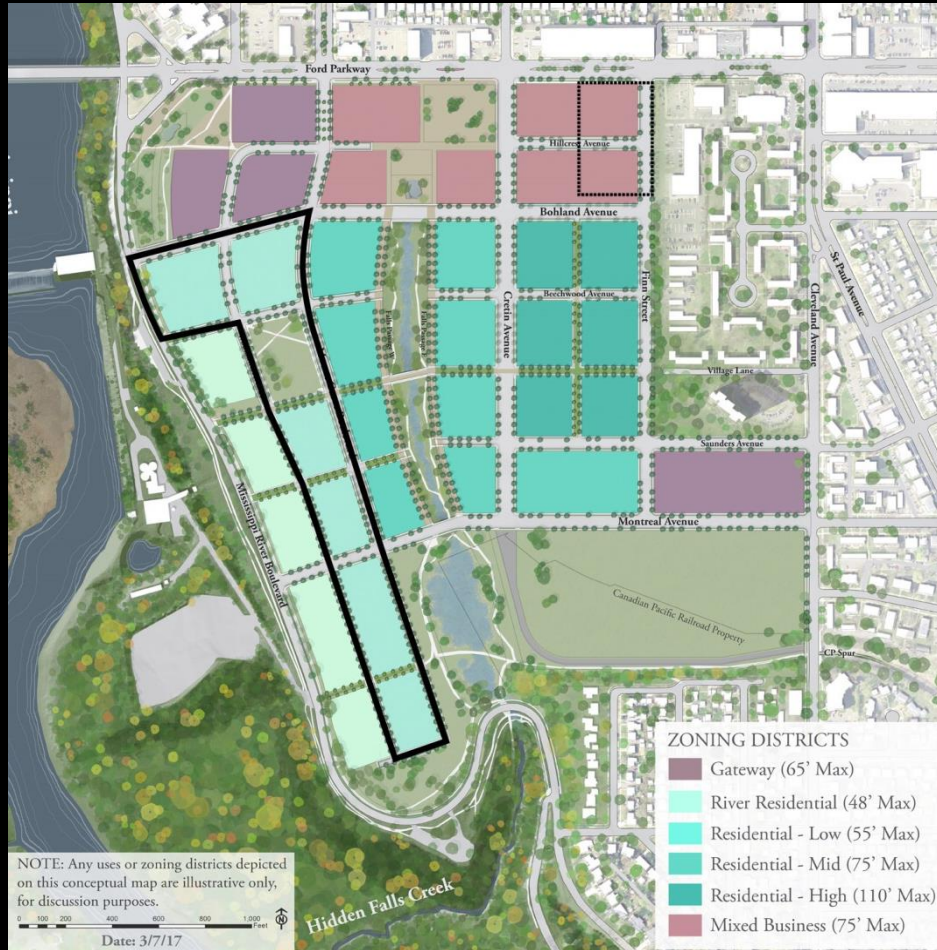 Ford Parkway
Hillcrest Avenue
Bohland Avenue
Beechwood Avenue
Cretin Avenue
Finn Street
Cleveland Avenue
St Paul Avenue
Falls Passage W.
Falls Passage E.
Village Lane
Saunders Avenue
Mississippi River Boulevard
Montreal Avenue
Canadian Pacific Railroad Property
CP Spur
Hidden Falls Creek
ZONING DISTRICTS
Gateway (65’ Max)
River Residential (48’ Max)
Residential - Low (55’ Max)
Residential - Mid (75’ Max)
Residential - High (110’ Max)
Mixed Business (75’ Max)
NOTE: Any uses or zoning districts depicted
on this conceptual map are illustrative only,
for discussion purposes.
0 100 200 400 600 800 1,000
Feet
N
Date: 3/7/17